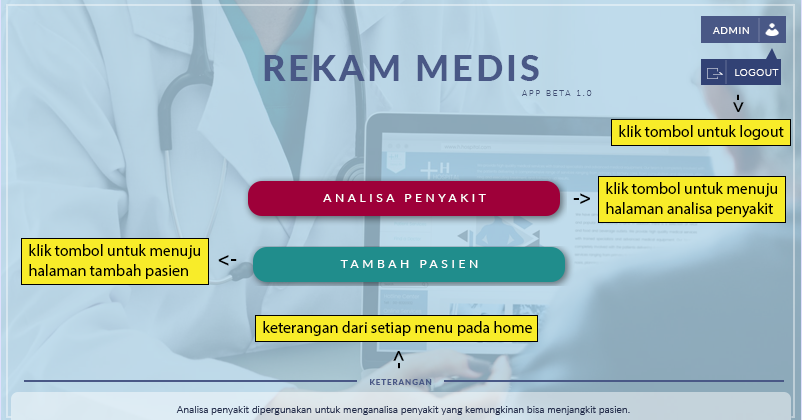 ADMIN
REKAM MEDIS
APP BETA 1.0
LOGOUT
klik tombol untuk logout
ANALISA PENYAKIT
->
klik tombol untuk menuju
halaman analisa penyakit
klik tombol untuk menuju
halaman tambah pasien
<-
TAMBAH PASIEN
keterangan dari setiap menu pada home
KETERANGAN
Analisa penyakit dipergunakan untuk menganalisa penyakit yang kemungkinan bisa menjangkit pasien.